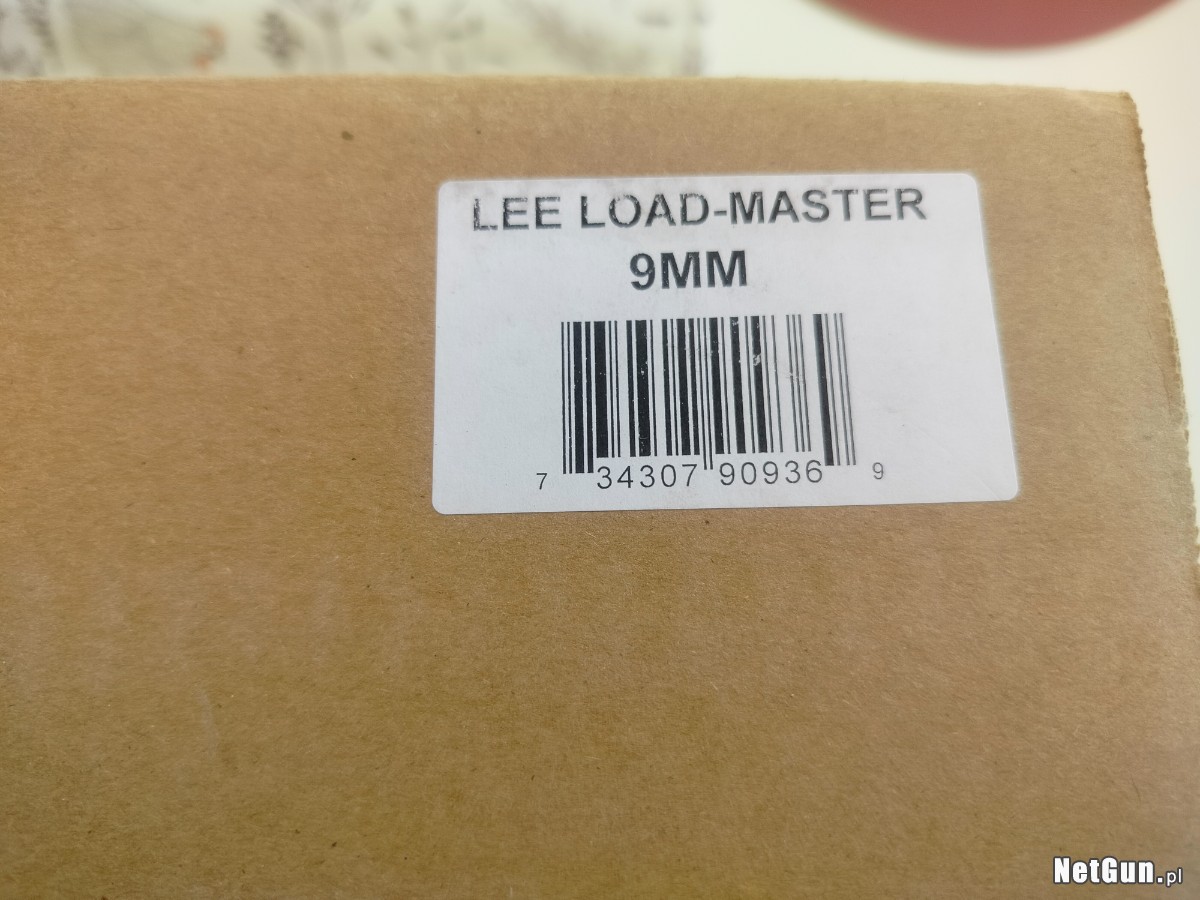 LEE LOAD-MASTER
9MM
7 34307 90936 9
NetGun.pl